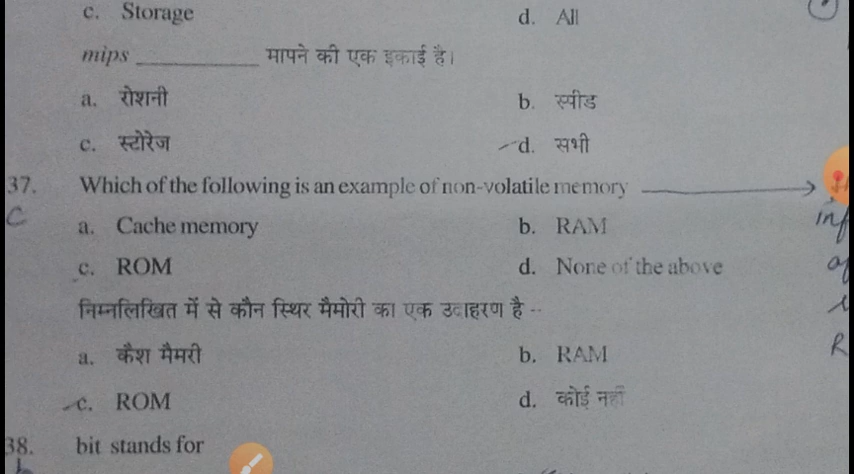 c. Storage d. All
mips ____________ मापने की एक इकाई है।
a. रोशनी b. स्पीड
c. स्टोरेज d. सभी
37. Which of the following is an example of non-volatile memory
C
a. Cache memory b. RAM
c. ROM d. None of the above
निम्नलिखित में से कौन स्थिर मैमोरी का एक उदाहरण है --
a. कैश मैमरी b. RAM
R
c. ROM d. कोई नहीं
38. bit stands for
b